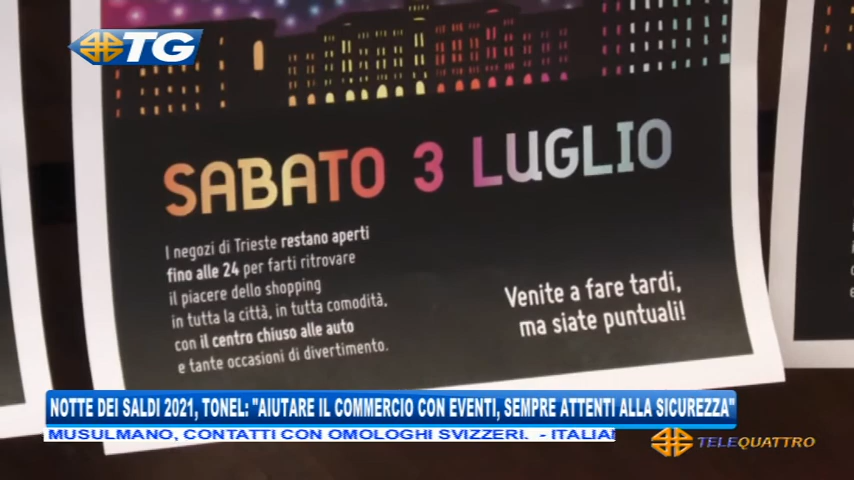 TG
SABATO 3 LUGLIO
I negozi di Trieste restano aperti
fino alle 24 per farti ritrovare
il piacere dello shopping
in tutta la città, in tutta comodità,
con il centro chiuso alle auto
e tante occasioni di divertimento.
Venite a fare tardi,
ma siate puntuali!
NOTTE DEI SALDI 2021, TONEL: "AIUTARE IL COMMERCIO CON EVENTI, SEMPRE ATTENTI ALLA SICUREZZA"
MUSULMANO, CONTATTI CON OMOLOGHI SVIZZERI. - ITALIA
TELEQUATTRO